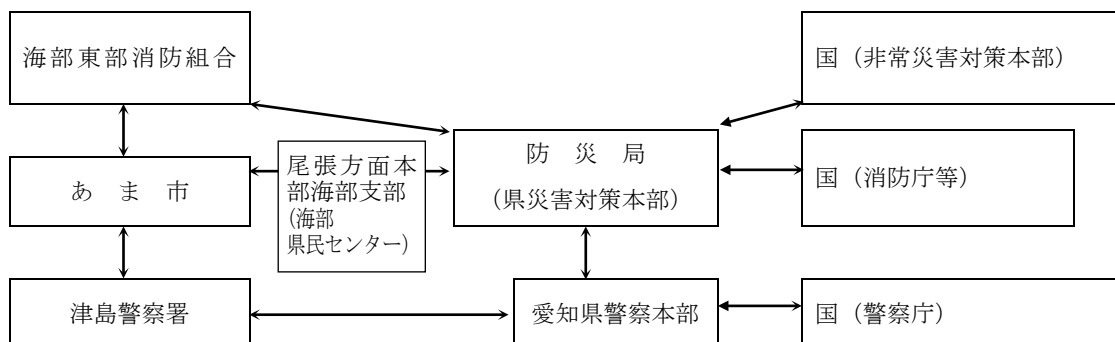 海部東部消防組合
国（非常災害対策本部）
防　災　局
（県災害対策本部）
尾張方面本
部海部支部
(海部
県民センター)
あ　ま　市
国（消防庁等）
津島警察署
愛知県警察本部
国（警察庁）